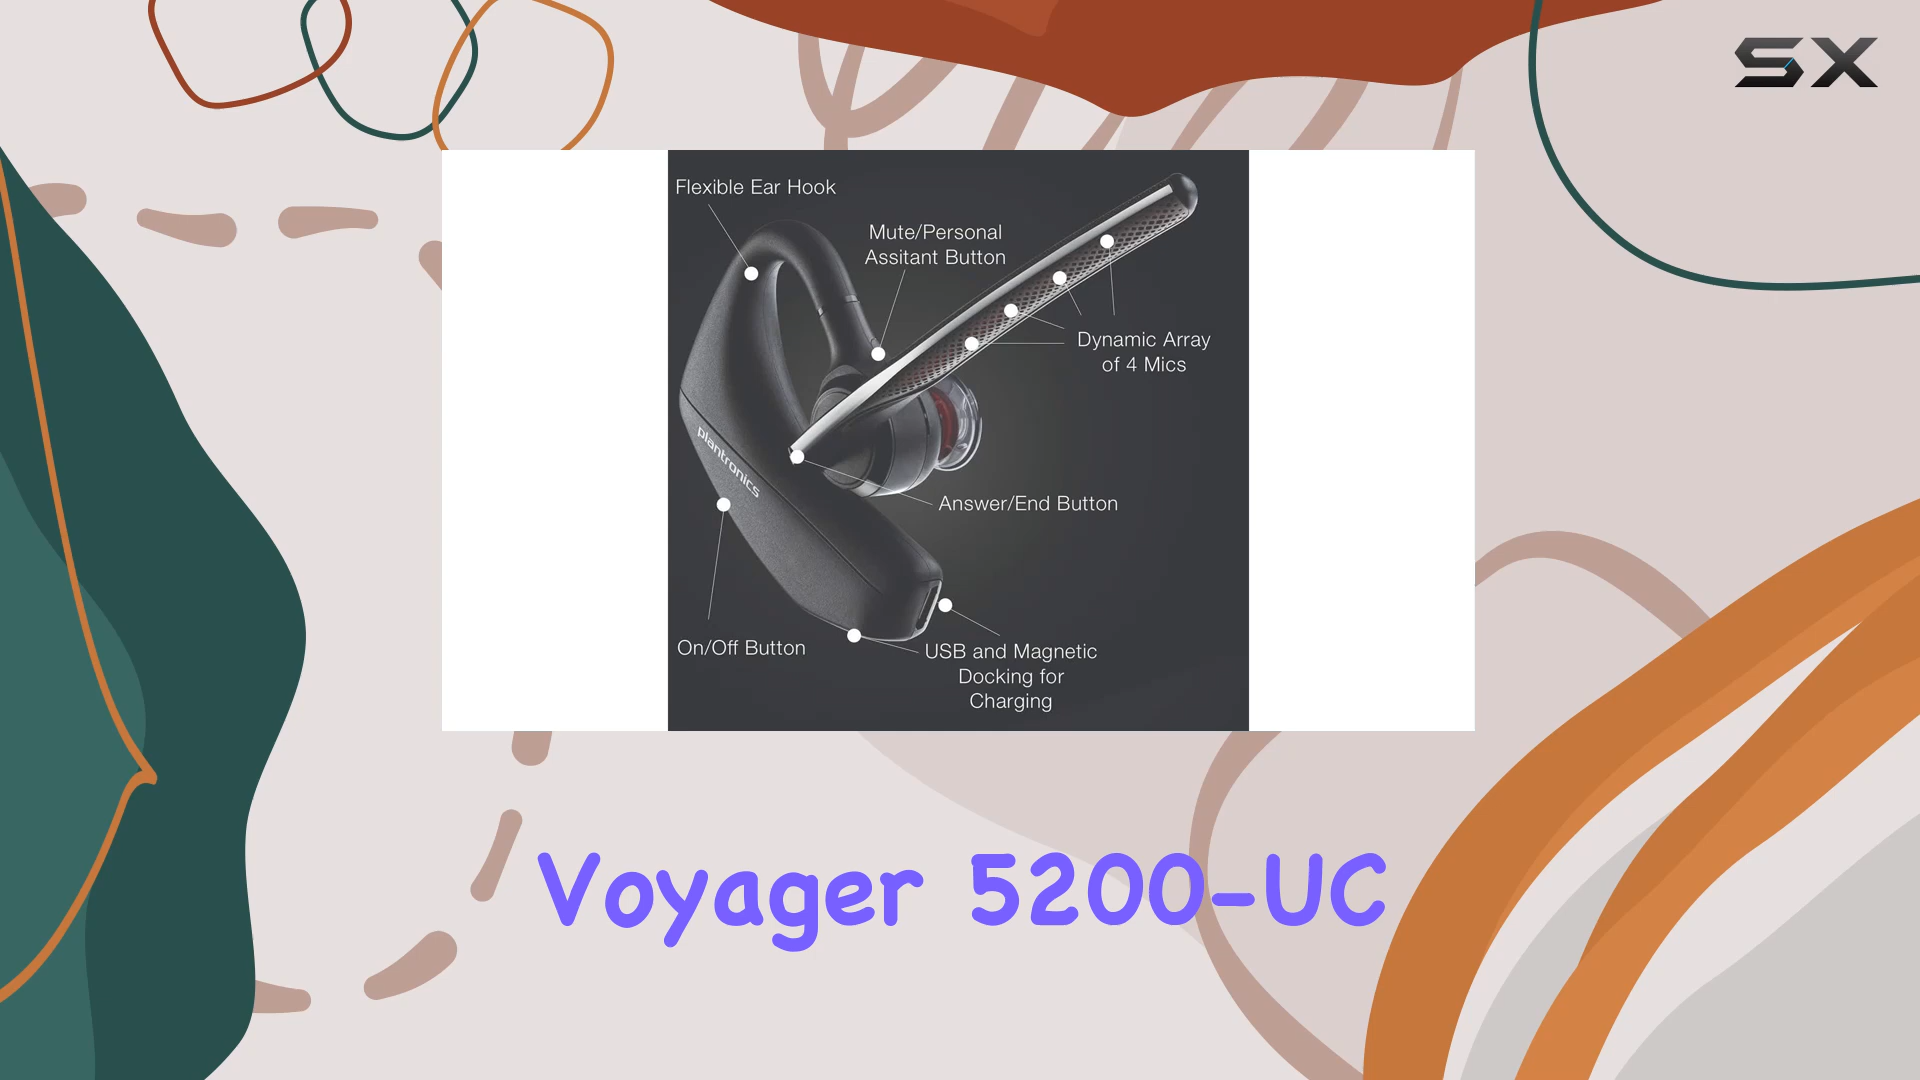 SX
Flexible Ear Hook
Mute/Personal
Assitant Button
Dynamic Array
of 4 Mics
plantronics
Answer/End Button
On/Off Button
USB and Magnetic
Docking for
Charging
Voyager 5200-UC